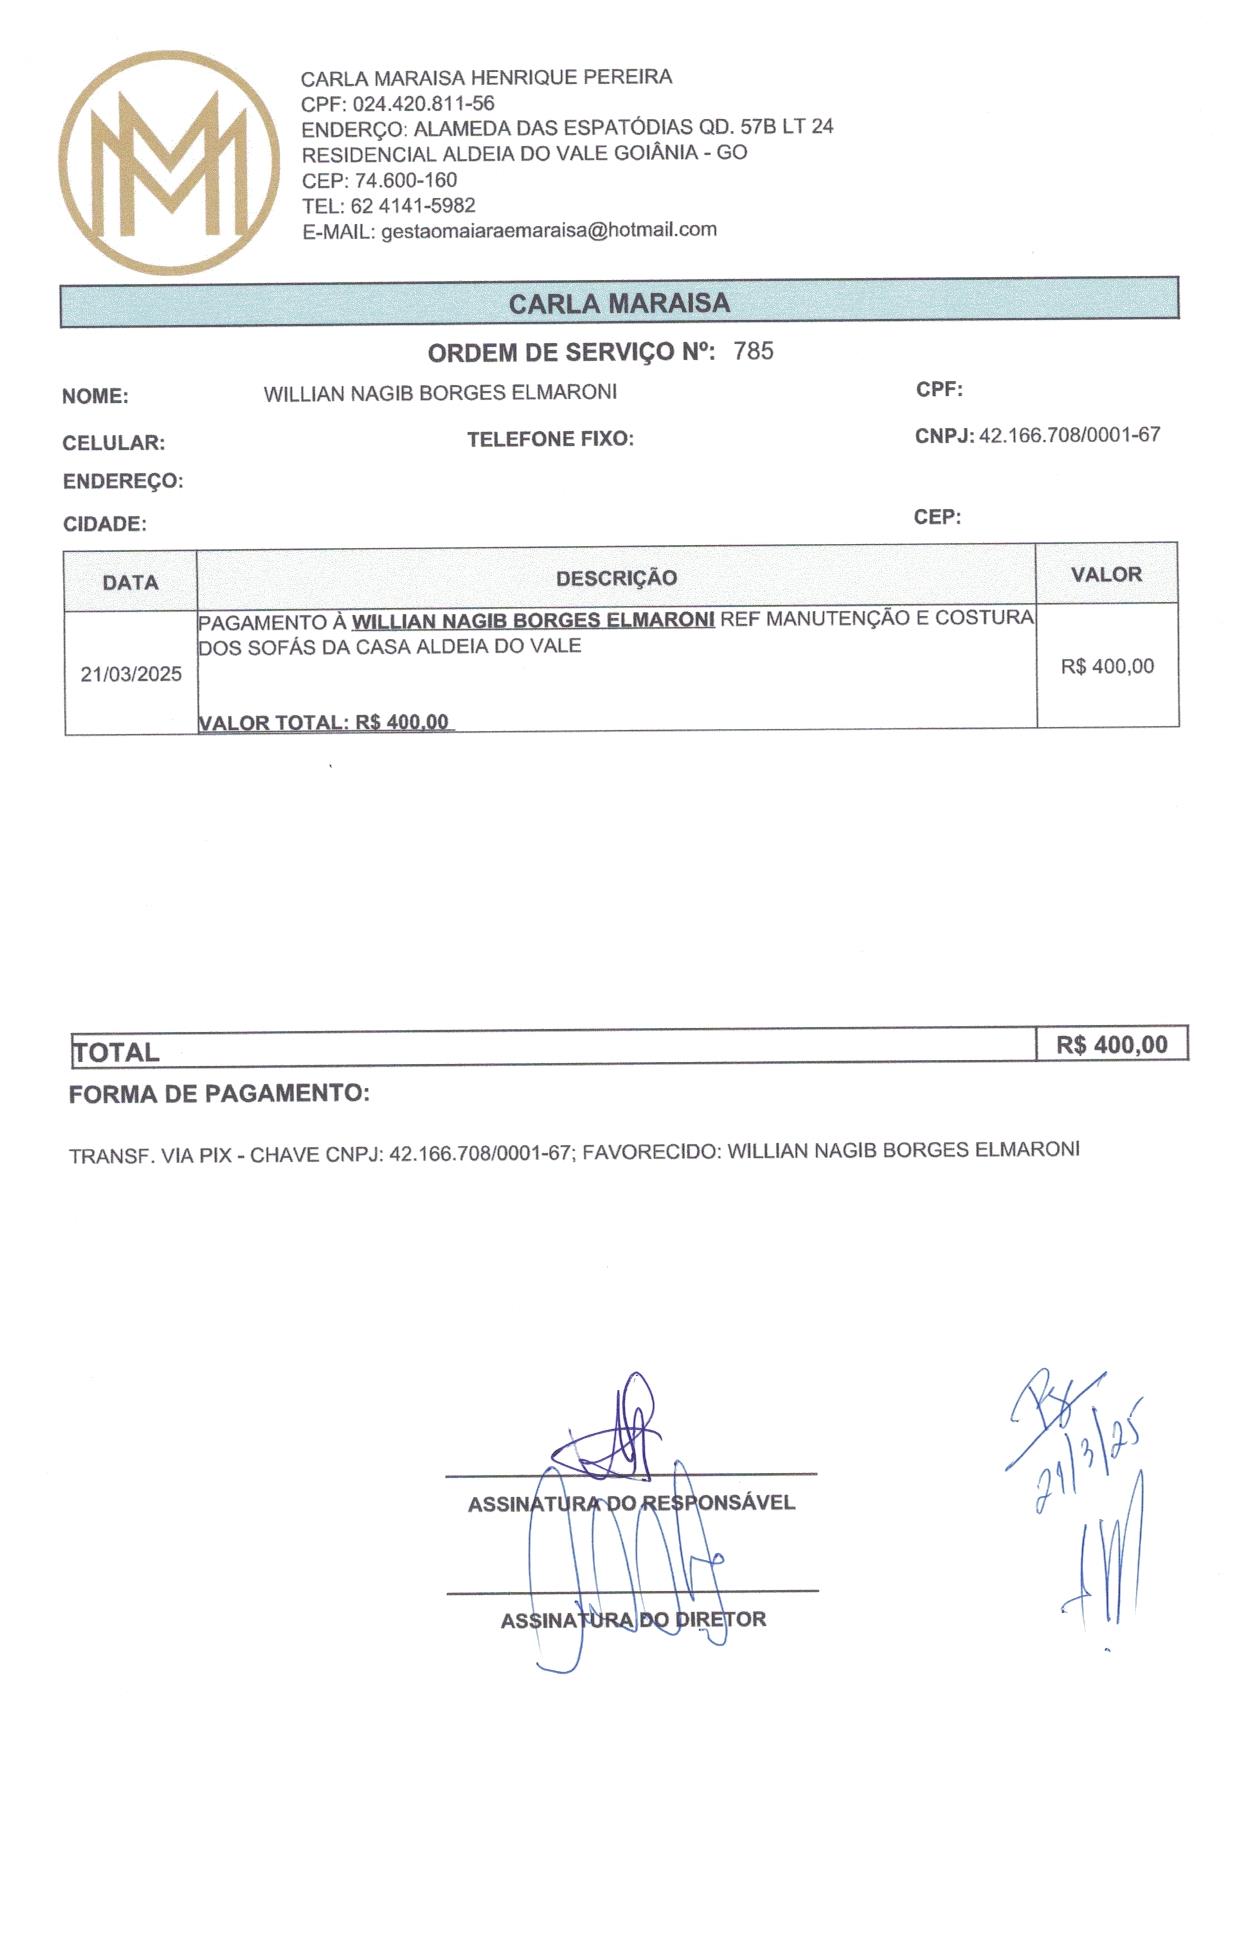 CARLA MARAISA HENRIQUE PEREIRA
CPF: 024.420.811-56
ENDERÇO: ALAMEDA DAS ESPATÓDIAS QD. 57B LT 24
RESIDENCIAL ALDEIA DO VALE GOIÂNIA - GO
CEP: 74.600-160
TEL: 62 4141-5982
E-MAIL: gestaomaiaraemaraisa@hotmail.com
CARLA MARAISA
ORDEM DE SERVIÇO Nº: 785
NOME: WILLIAN NAGIB BORGES ELMARONI CPF:
CELULAR: TELEFONE FIXO: CNPJ: 42.166.708/0001-67
ENDEREÇO:
CIDADE: CEP:
DATA DESCRIÇÃO VALOR
PAGAMENTO À WILLIAN NAGIB BORGES ELMARONI REF MANUTENÇÃO E COSTURA
DOS SOFÁS DA CASA ALDEIA DO VALE
21/03/2025 R$ 400,00
VALOR TOTAL: R$ 400,00
TOTAL R$ 400,00
FORMA DE PAGAMENTO:
TRANSF. VIA PIX - CHAVE CNPJ: 42.166.708/0001-67; FAVORECIDO: WILLIAN NAGIB BORGES ELMARONI
21/3/25
ASSINATURA DO RESPONSÁVEL
ASSINATURA DO DIRETOR